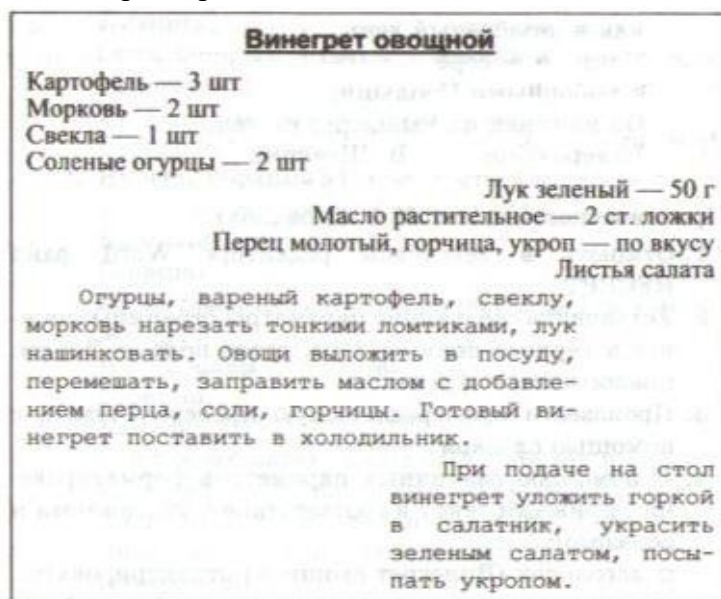 Винегрет овощной
Картофель — 3 шт
Морковь — 2 шт
Свекла — 1 шт
Соленые огурцы — 2 шт
Лук зеленый — 50 г
Масло растительное — 2 ст. ложки
Перец молотый, горчица, укроп — по вкусу
Листья салата
Огурцы, вареный картофель, свеклу,
морковь нарезать тонкими ломтиками, лук
нашинковать. Овощи выложить в посуду,
перемешать, заправить маслом с добавле-
нием перца, соли, горчицы. Готовый ви-
негрет поставить в холодильник.
При подаче на стол
винегрет уложить горкой
в салатник, украсить
зеленым салатом, посы-
пать укропом.